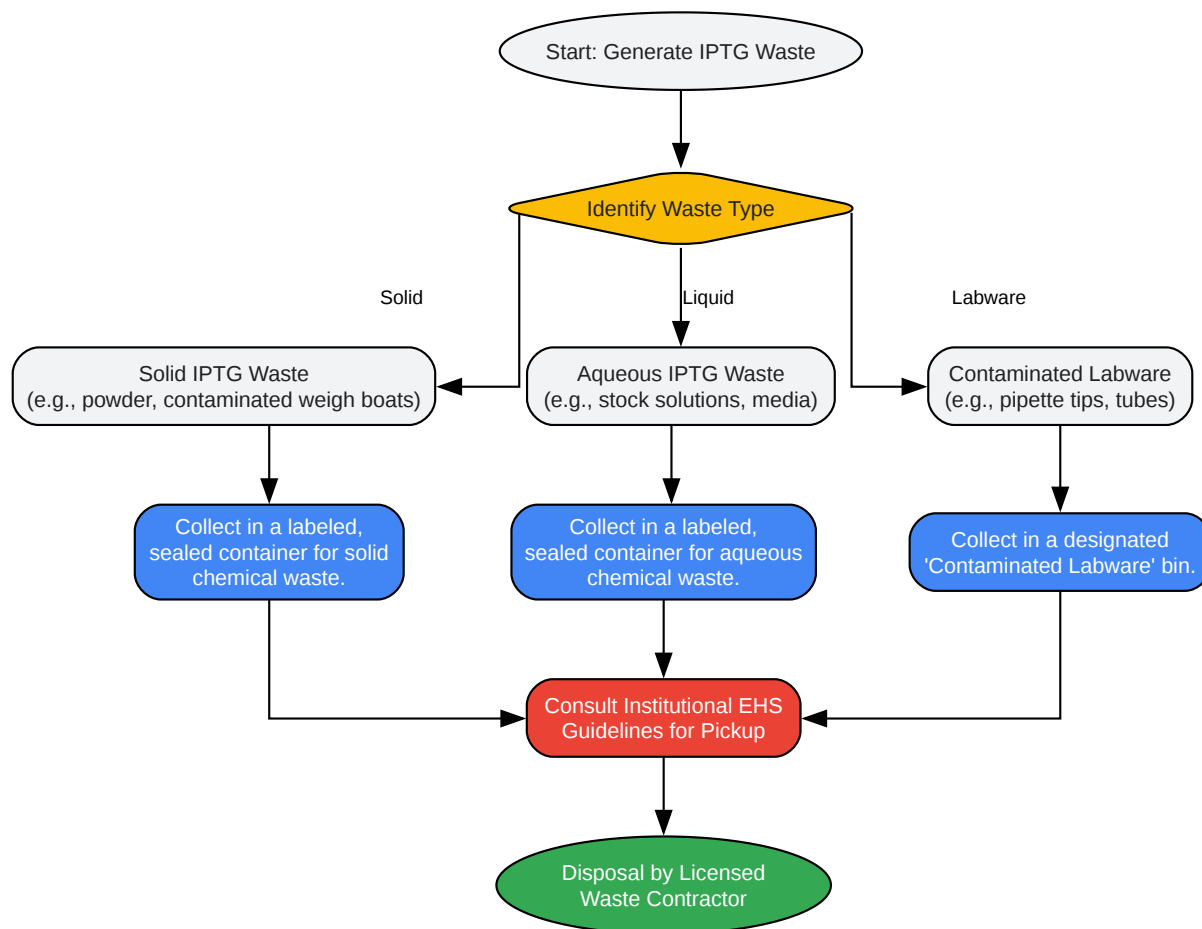 Start: Generate IPTG Waste
Identify Waste Type
Solid
Liquid
Labware
Solid IPTG Waste
(e.g., powder, contaminated weigh boats)
Aqueous IPTG Waste
(e.g., stock solutions, media)
Contaminated Labware
(e.g., pipette tips, tubes)
Collect in a labeled,
sealed container for solid
chemical waste.
Collect in a labeled,
sealed container for aqueous
chemical waste.
Collect in a designated
'Contaminated Labware' bin.
Consult Institutional EHS
Guidelines for Pickup
Disposal by Licensed
Waste Contractor